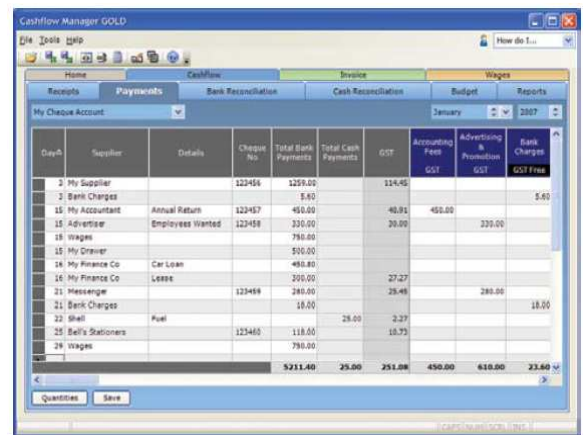 Cashflow Manager GOLD
File Tools Help
How do I...
Home Cashflow Invoice Wages
Receipts Payments Bank Reconciliation Cash Reconciliation Budget Reports
My Cheque Account January 2007
Day Supplier Details Cheque No Total Bank Payments Total Cash Payments GST Accounting Fees GST Advertising & Promotion GST Bank Charges GST Free
3 My Supplier 123456 1259.00 114.45
3 Bank Charges 5.60 5.60
15 My Accountant Annual Return 123457 450.00 40.91 450.00
15 Advertiser Employees Wanted 123458 330.00 30.00 330.00
15 Wages 750.00
15 My Drawer 500.00
16 My Finance Co Car Loan 450.80
16 My Finance Co Lease 300.00 27.27
21 Messenger 123459 280.00 25.45 280.00
21 Bank Charges 18.00 18.00
22 Shell Fuel 25.00 2.27
25 Bell's Stationers 123460 118.00 10.73
29 Wages 750.00
5211.40 25.00 251.08 450.00 610.00 23.60
Quantities Save
CAPS NUM SCRL INS